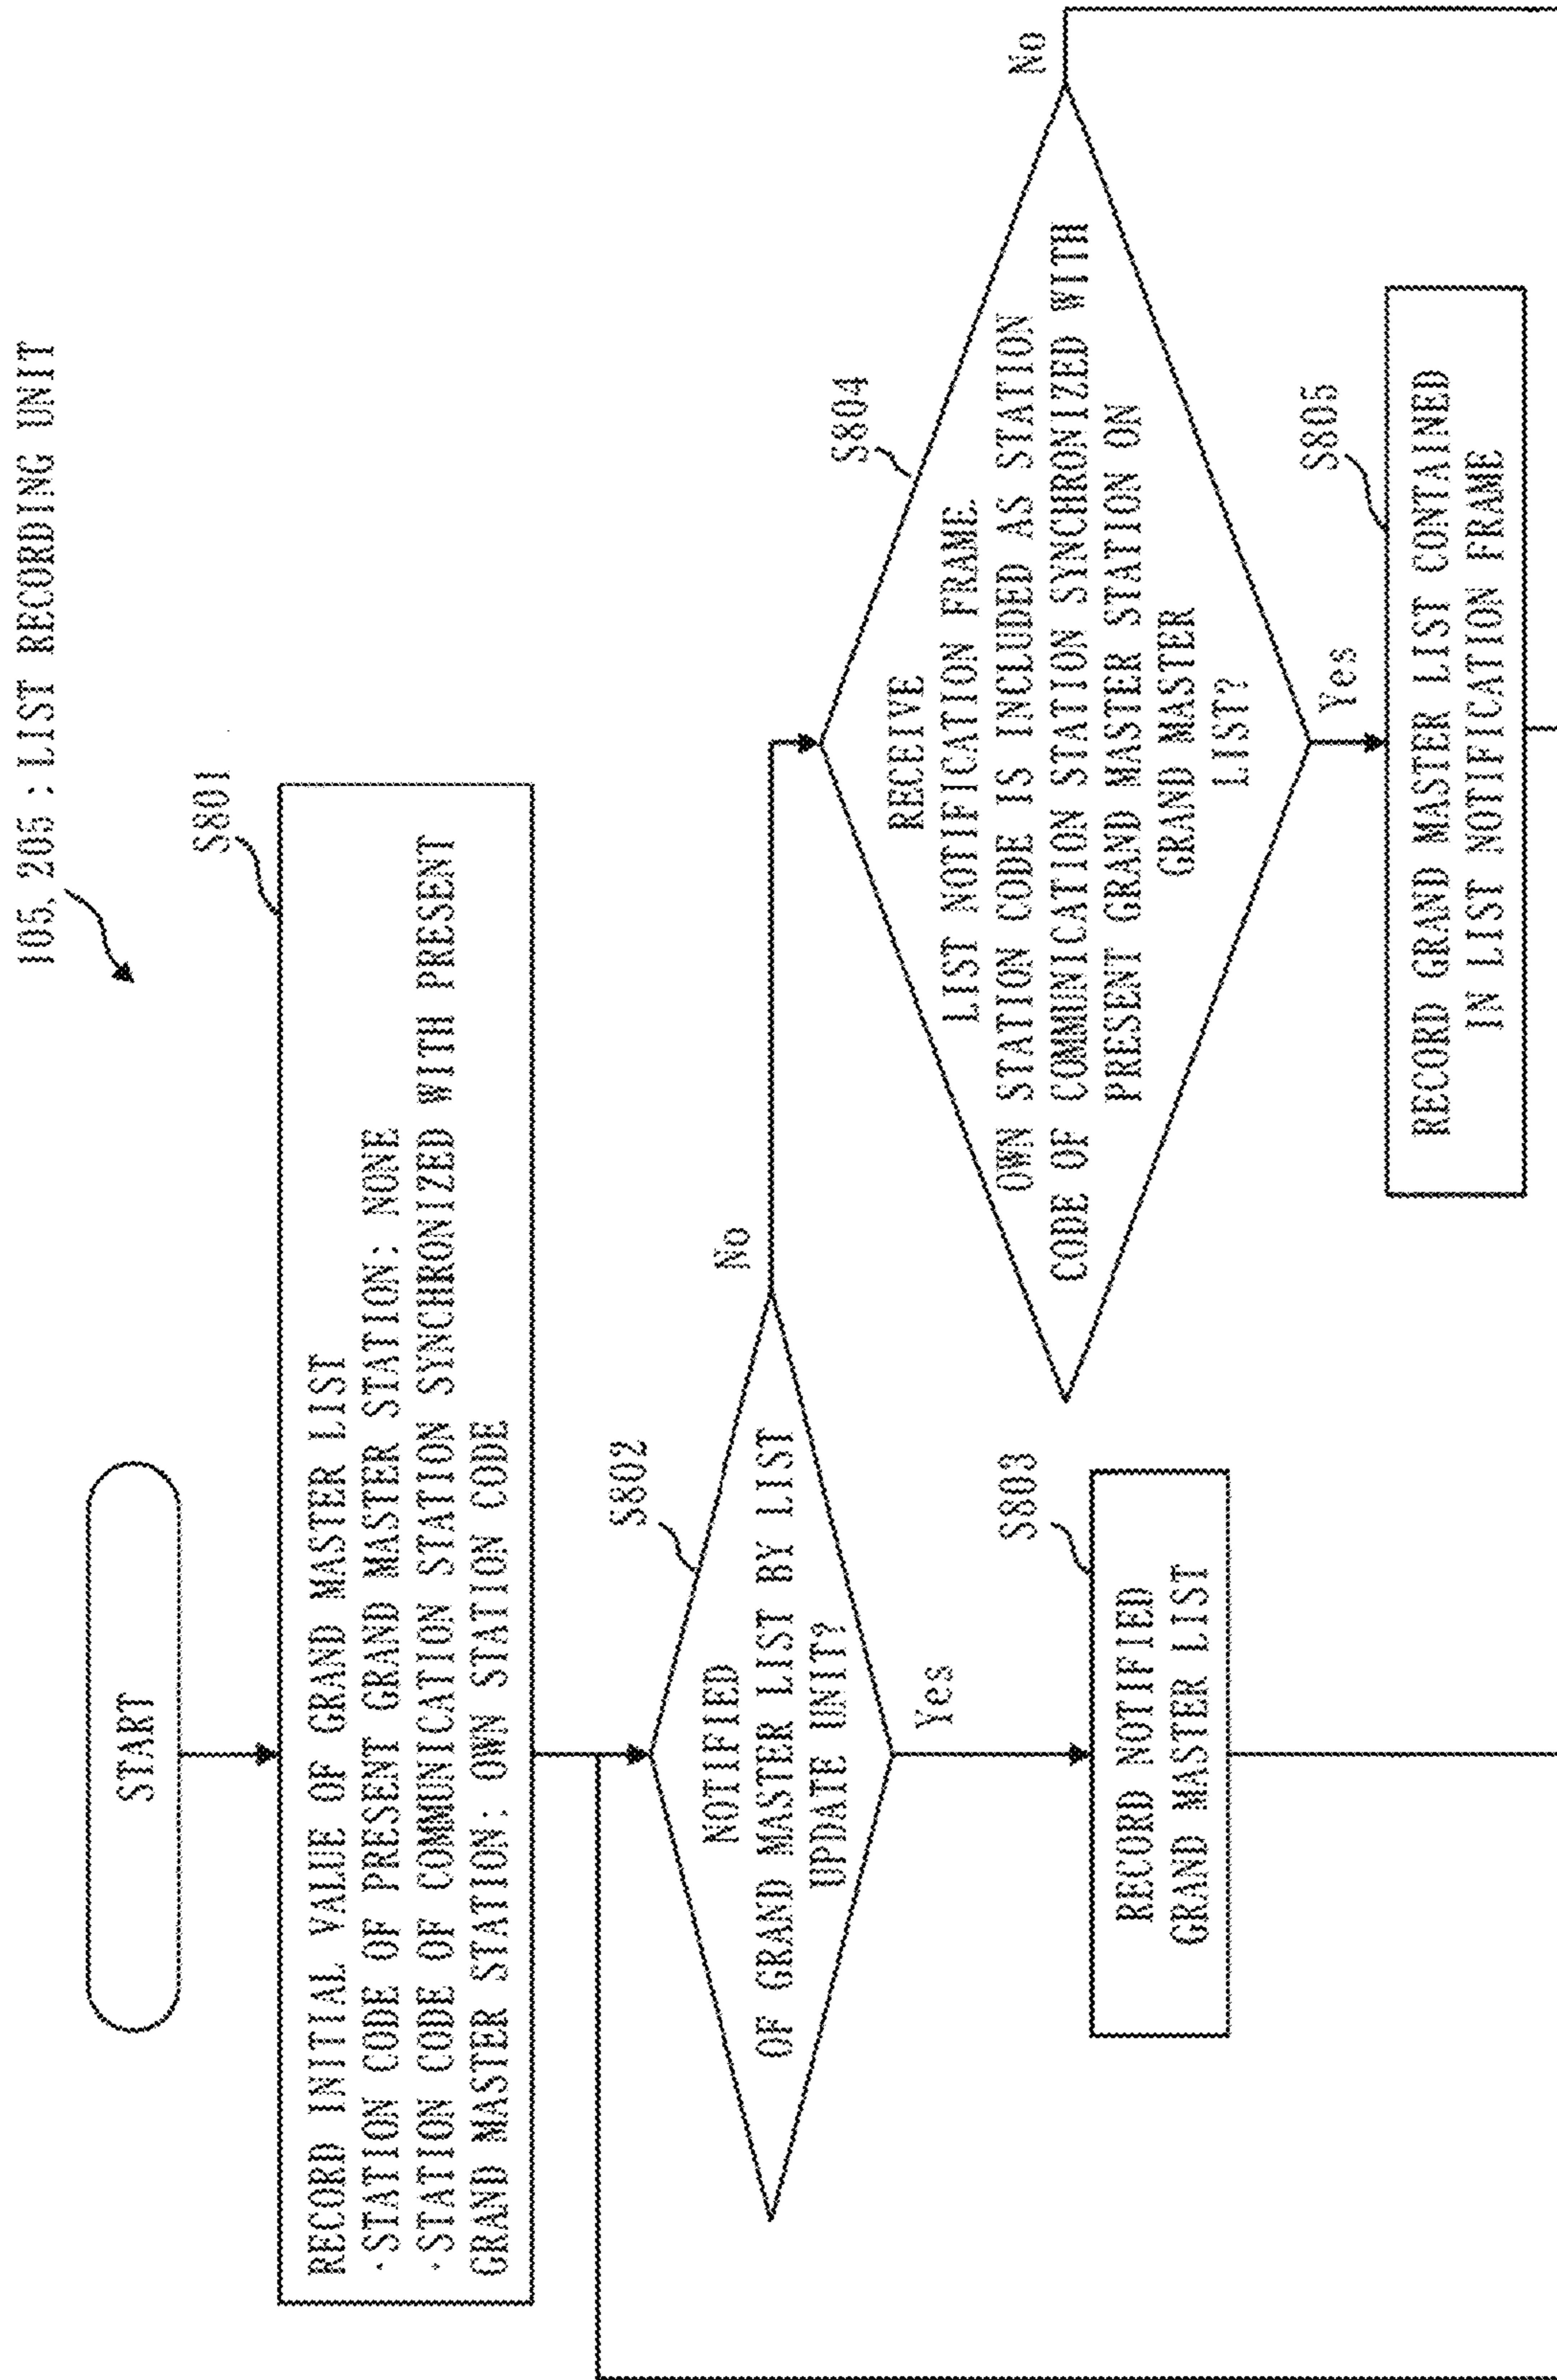 105, 205 : LIST RECORDING UNIT
START
S801
RECORD INITIAL VALUE OF GRAND MASTER LIST
·STATION CODE OF PRESENT GRAND MASTER STATION: NONE
·STATION CODE OF COMMUNICATION STATION SYNCHRONIZED WITH PRESENT
GRAND MASTER STATION: OWN STATION CODE
S802
NOTIFIED
OF GRAND MASTER LIST BY LIST
UPDATE UNIT?
No
Yes
S803
RECORD NOTIFIED
GRAND MASTER LIST
S804
RECEIVE
LIST NOTIFICATION FRAME.
OWN STATION CODE IS INCLUDED AS STATION
CODE OF COMMUNICATION STATION SYNCHRONIZED WITH
PRESENT GRAND MASTER STATION ON
GRAND MASTER
LIST?
No
Yes
S805
RECORD GRAND MASTER LIST CONTAINED
IN LIST NOTIFICATION FRAME